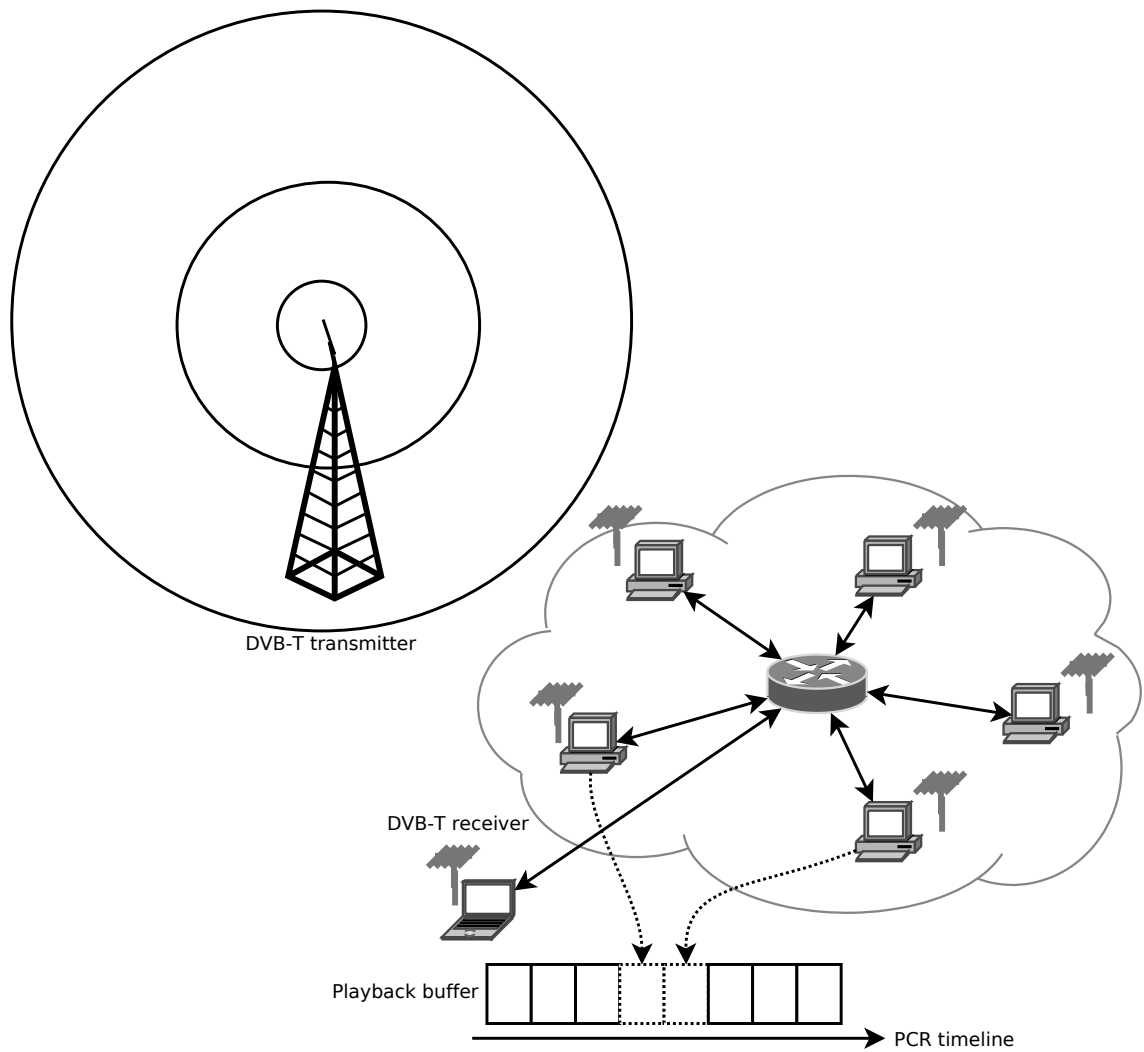 DVB-T transmitter
DVB-T receiver
Playback buffer
PCR timeline